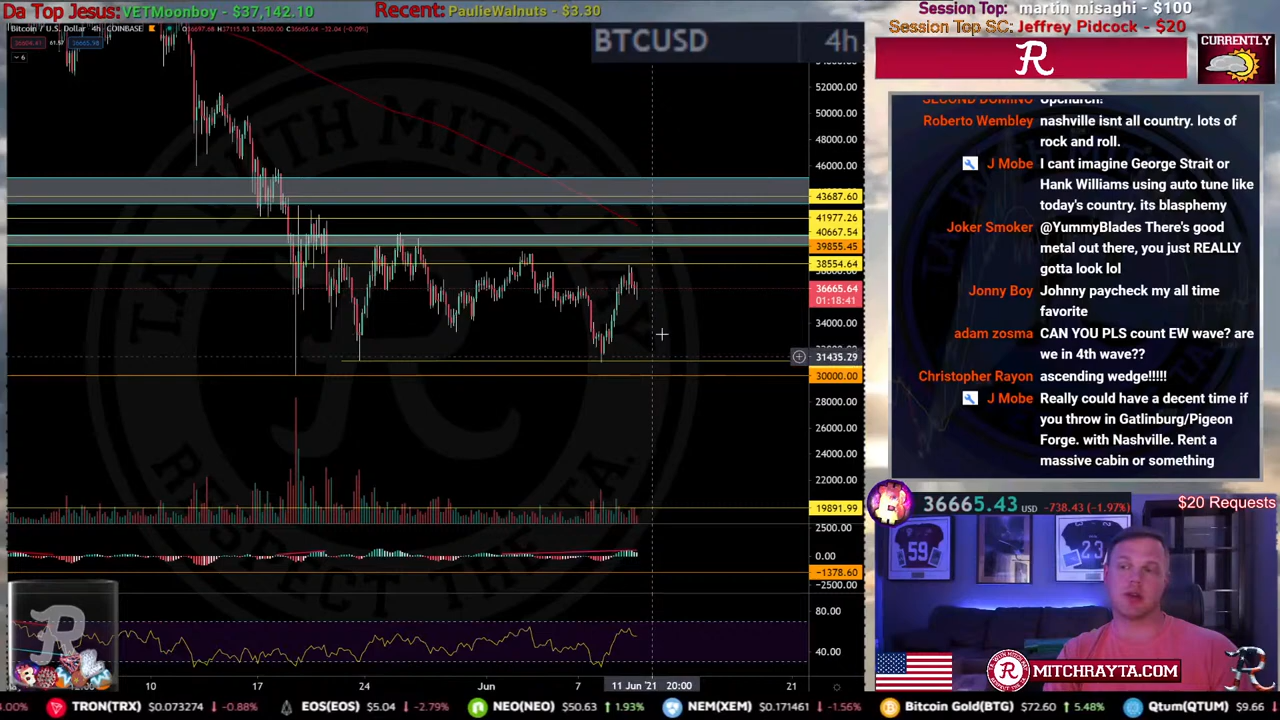 Da Top Jesus: VETMoonboy - $37,142.10
Recent: PaulieWalnuts - $3.30
Session Top: martin misaghi - $100
Session Top SC: Jeffrey Pidcock - $20
Bitcoin / U.S. Dollar 4h COINBASE
BTCUSD 4h
CURRENTLY
R
52000.00
50000.00
48000.00
46000.00
43687.60
41977.26
40667.54
39855.45
38554.64
36665.64
01:18:41
34000.00
31435.29
30000.00
28000.00
26000.00
24000.00
22000.00
19891.99
2500.00
0.00
−1378.60
−2500.00
80.00
40.00
10 17 24 Jun 7 11 Jun '21 20:00 21
SECOND DOMINO Upchurch!
Roberto Wembley nashville isnt all country. lots of
rock and roll.
J Mobe I cant imagine George Strait or
Hank Williams using auto tune like
today's country. its blasphemy
Joker Smoker @YummyBlades There's good
metal out there, you just REALLY
gotta look lol
Jonny Boy Johnny paycheck my all time
favorite
adam zosma CAN YOU PLS count EW wave? are
we in 4th wave??
Christopher Rayon ascending wedge!!!!!
J Mobe Really could have a decent time if
you throw in Gatlinburg/Pigeon
Forge. with Nashville. Rent a
massive cabin or something
36665.43 USD -738.43 (-1.97%)
$20 Requests
59
23
R MITCHRAYTA.COM
TRON(TRX) $0.073274 -0.88% EOS(EOS) $5.04 -2.79% NEO(NEO) $50.63 1.93% NEM(XEM) $0.171461 -1.56% Bitcoin Gold(BTG) $72.60 5.48% Qtum(QTUM) $9.66